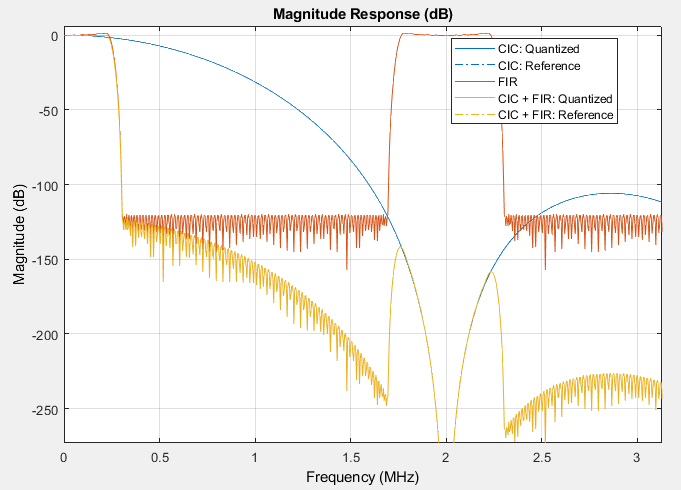 Magnitude Response (dB)
CIC: Quantized
CIC: Reference
FIR
CIC + FIR: Quantized
CIC + FIR: Reference
Magnitude (dB)
0
-50
-100
-150
-200
-250
0
0.5
1
1.5
2
2.5
3
Frequency (MHz)